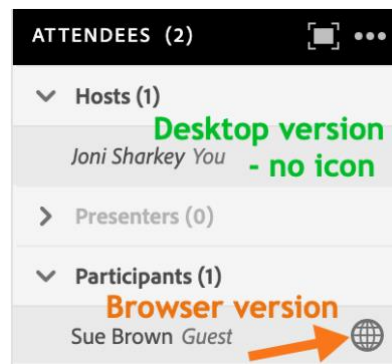 ATTENDEES (2)
Hosts (1)
Desktop version
Joni Sharkey You
- no icon
Presenters (0)
Participants (1)
Browser version
Sue Brown Guest